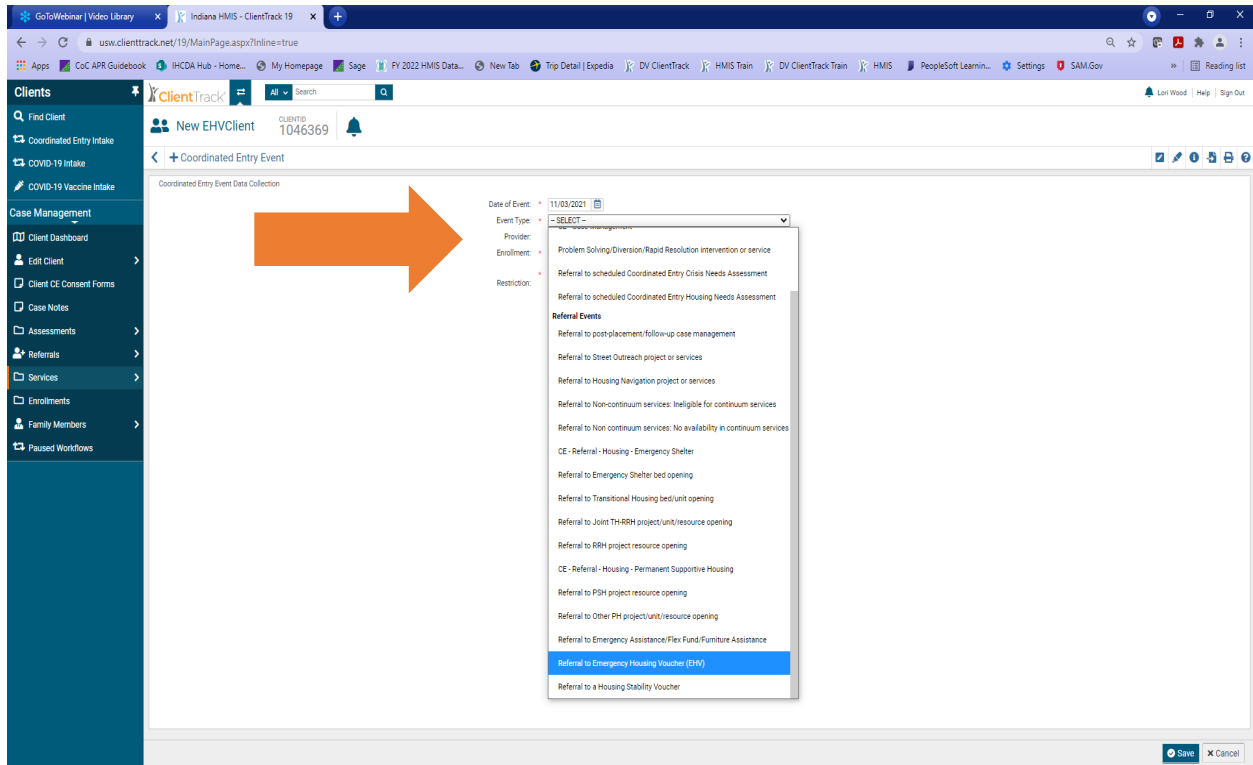 GoToWebinar | Video Library
Indiana HMIS - ClientTrack 19
usw.clienttrack.net/19/MainPage.aspx?Inline=true
Apps CoC APR Guidebook IHCDA Hub - Home... My Homepage Sage FY 2022 HMIS Data... New Tab Trip Detail | Expedia DV ClientTrack HMIS Train DV ClientTrack Train HMIS PeopleSoft Learnin... Settings SAM.Gov » Reading list
Clients
ClientTrack
All Search
Lori Wood | Help | Sign Out
Find Client
Coordinated Entry Intake
COVID-19 Intake
COVID-19 Vaccine Intake
Case Management
Client Dashboard
Edit Client
Client CE Consent Forms
Case Notes
Assessments
Referrals
Services
Enrollments
Family Members
Paused Workflows
New EHVClient
CLIENTID
1046369
+ Coordinated Entry Event
Coordinated Entry Event Data Collection
Date of Event: * 11/03/2021
Event Type: * -- SELECT --
Provider:
Enrollment: *
Restriction: *
CE - Case Management
Problem Solving/Diversion/Rapid Resolution intervention or service
Referral to scheduled Coordinated Entry Crisis Needs Assessment
Referral to scheduled Coordinated Entry Housing Needs Assessment
Referral Events
Referral to post-placement/follow-up case management
Referral to Street Outreach project or services
Referral to Housing Navigation project or services
Referral to Non-continuum services: Ineligible for continuum services
Referral to Non continuum services: No availability in continuum services
CE - Referral - Housing - Emergency Shelter
Referral to Emergency Shelter bed opening
Referral to Transitional Housing bed/unit opening
Referral to Joint TH-RRH project/unit/resource opening
Referral to RRH project resource opening
CE - Referral - Housing - Permanent Supportive Housing
Referral to PSH project resource opening
Referral to Other PH project/unit/resource opening
Referral to Emergency Assistance/Flex Fund/Furniture Assistance
Referral to Emergency Housing Voucher (EHV)
Referral to a Housing Stability Voucher
Save
Cancel